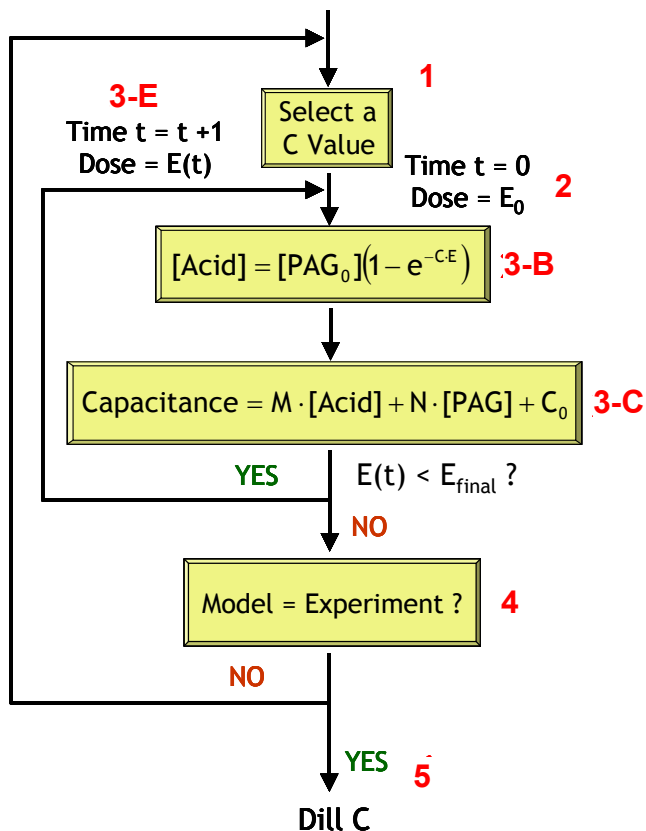 1
3-E
Select a
C Value
Time t = t +1
Dose = E(t)
Time t = 0
Dose = E₀
2
[Acid] = [PAG₀](1 − e^(−C·E))
3-B
Capacitance = M · [Acid] + N · [PAG] + C₀
3-C
YES
E(t) < E_final ?
NO
Model = Experiment ?
4
NO
YES
5
Dill C